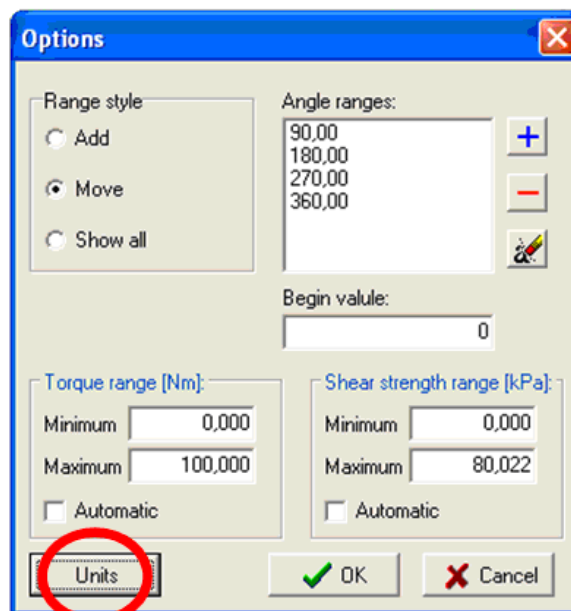 Options
Range style
Add
Move
Show all
Angle ranges:
90,00
180,00
270,00
360,00
Begin valule:
0
Torque range [Nm]:
Minimum 0,000
Maximum 100,000
Automatic
Shear strength range [kPa]:
Minimum 0,000
Maximum 80,022
Automatic
Units
OK
Cancel